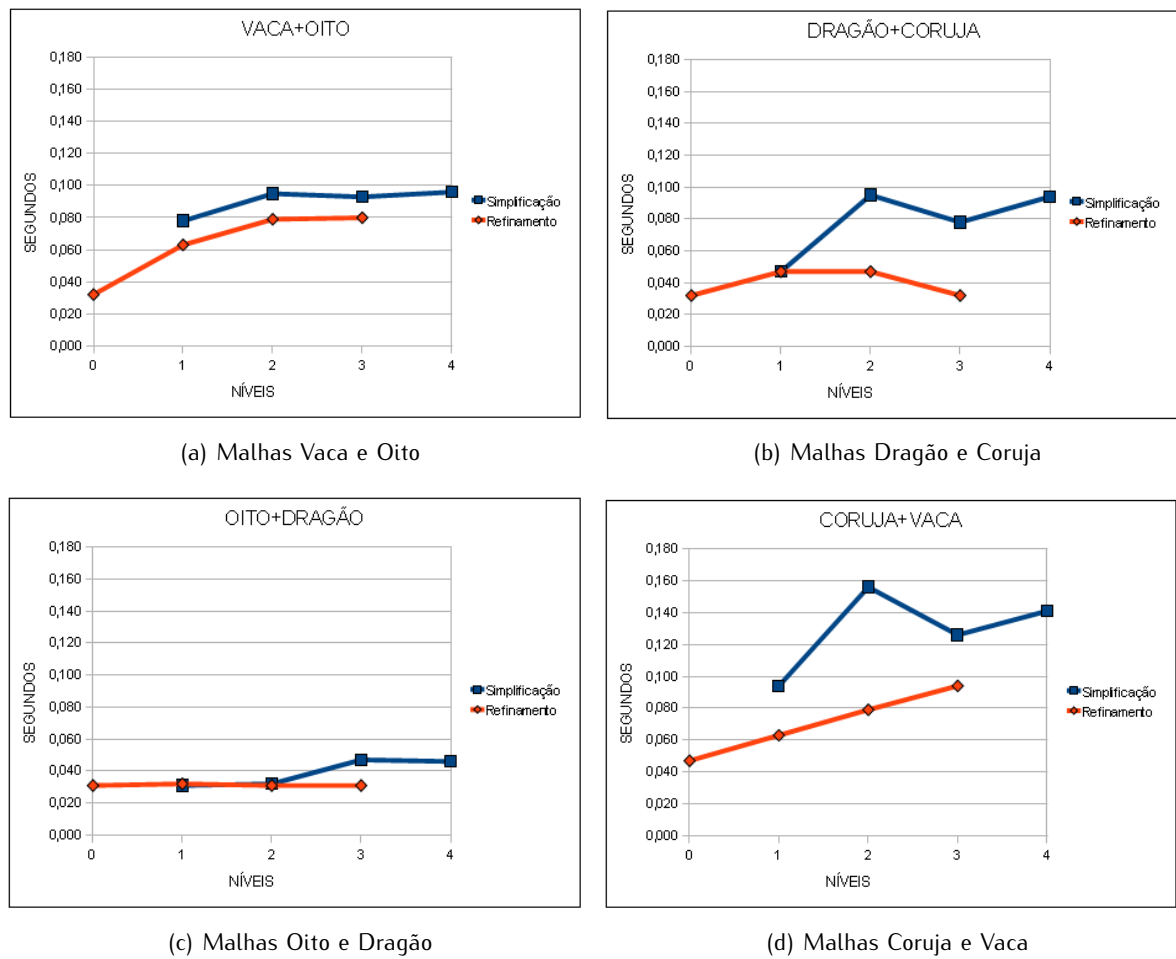 VACA+OITO
0,180
0,160
0,140
0,120
0,100
0,080
0,060
0,040
0,020
0,000
SEGUNDOS
0 1 2 3 4
NÍVEIS
Simplificação
Refinamento
(a) Malhas Vaca e Oito
DRAGÃO+CORUJA
0,180
0,160
0,140
0,120
0,100
0,080
0,060
0,040
0,020
0,000
SEGUNDOS
0 1 2 3 4
NÍVEIS
Simplificação
Refinamento
(b) Malhas Dragão e Coruja
OITO+DRAGÃO
0,180
0,160
0,140
0,120
0,100
0,080
0,060
0,040
0,020
0,000
SEGUNDOS
0 1 2 3 4
NÍVEIS
Simplificação
Refinamento
(c) Malhas Oito e Dragão
CORUJA+VACA
0,180
0,160
0,140
0,120
0,100
0,080
0,060
0,040
0,020
0,000
SEGUNDOS
0 1 2 3 4
NÍVEIS
Simplificação
Refinamento
(d) Malhas Coruja e Vaca